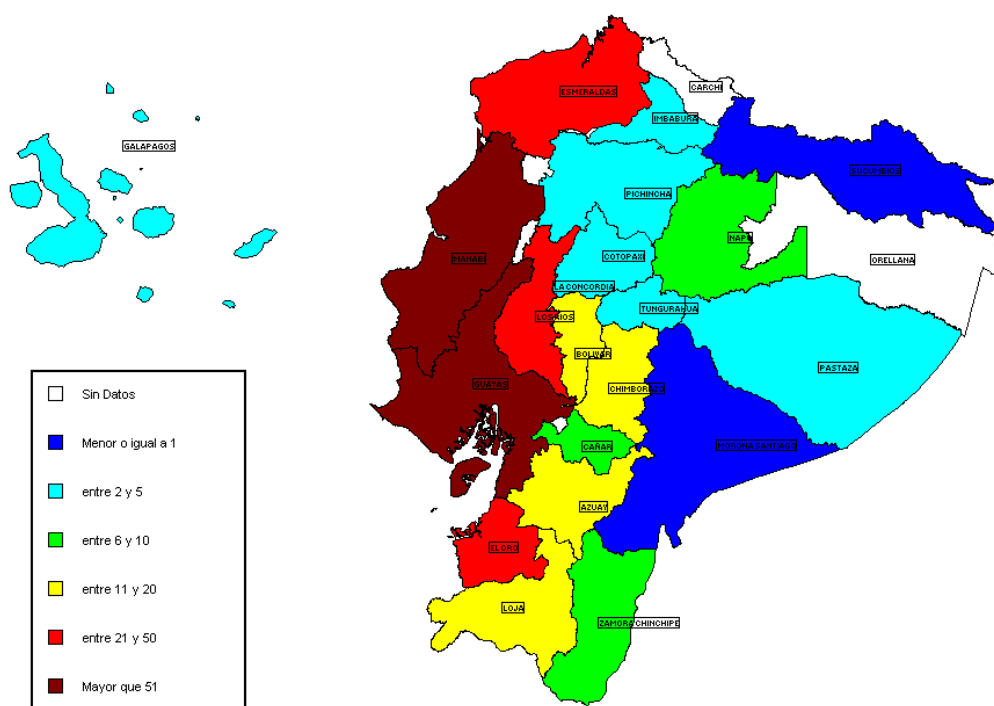 ESMERALDAS
CARCHI
IMBABURA
GALAPAGOS
SUCUMBIOS
PICHINCHA
NAPO
MANABI
COTOPAXI
ORELLANA
LA CONCORDIA
TUNGURAHUA
LOS RIOS
BOLIVAR
PASTAZA
GUAYAS
CHIMBORAZO
Sin Datos
Menor o igual a 1
CAÑAR
MORONA SANTIAGO
entre 2 y 5
AZUAY
entre 6 y 10
EL ORO
entre 11 y 20
LOJA
ZAMORA CHINCHIPE
entre 21 y 50
Mayor que 51